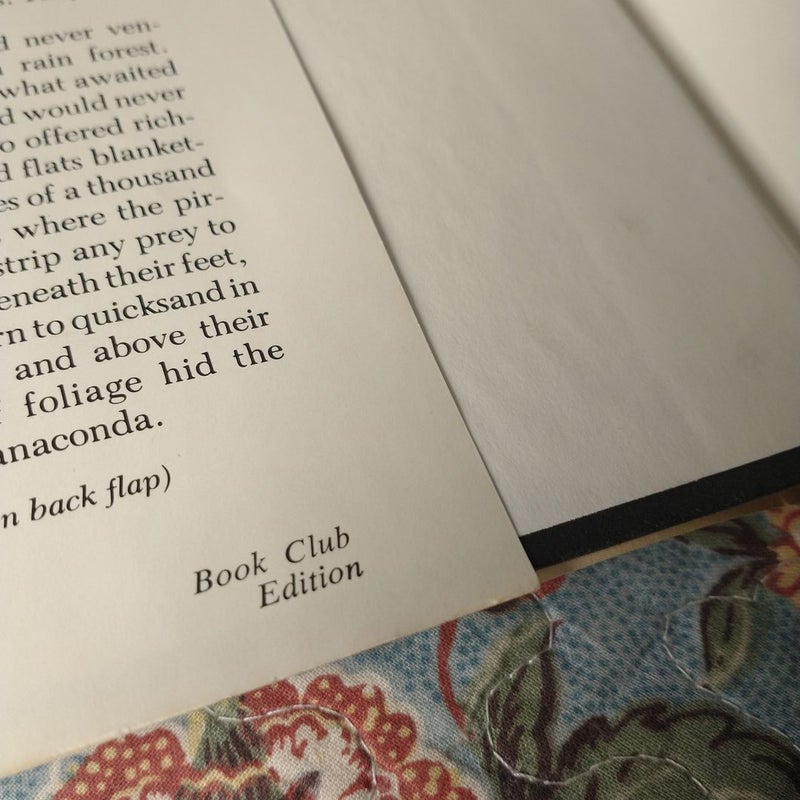 d never ven-
rain forest.
what awaited
d would never
o offered rich-
d flats blanket-
es of a thousand
where the pir-
strip any prey to
eneath their feet,
rn to quicksand in
and above their
foliage hid the
anaconda.
n back flap)
Book Club
Edition